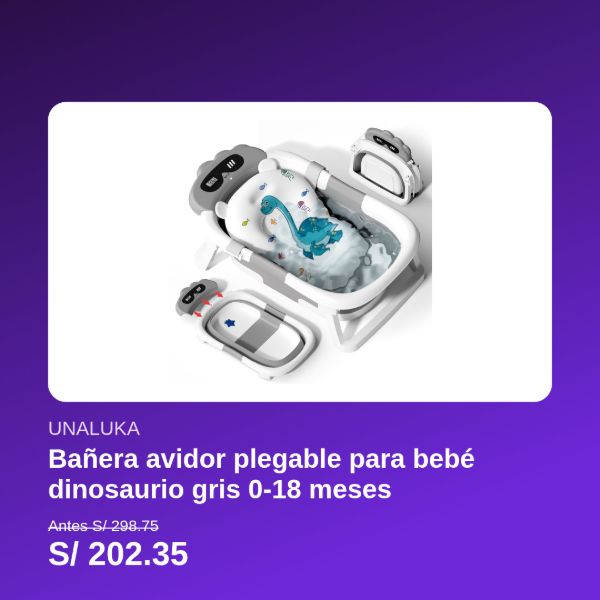 UNALUKA
Bañera avidor plegable para bebé
dinosaurio gris 0-18 meses
Antes S/ 298.75
S/ 202.35